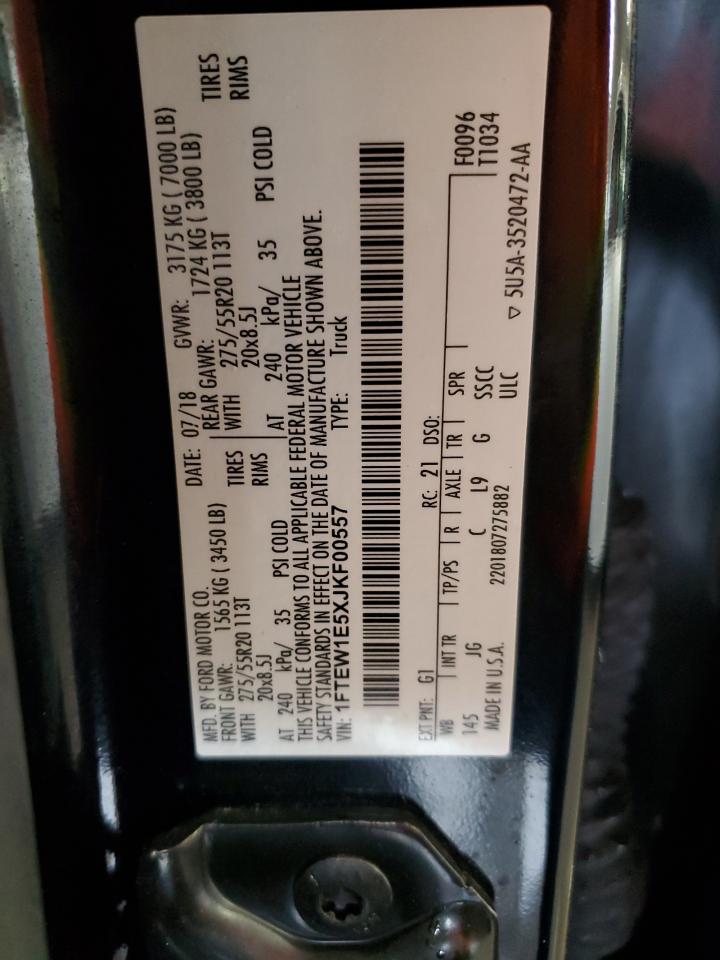 MFD. BY FORD MOTOR CO.
DATE: 07/18 GVWR: 3175 KG ( 7000 LB)
FRONT GAWR: 1565 KG ( 3450 LB) REAR GAWR: 1724 KG ( 3800 LB)
WITH 275/55R20 113T TIRES WITH 275/55R20 113T TIRES
20x8.5J RIMS 20x8.5J RIMS
AT 240 kPa/ 35 PSI COLD AT 240 kPa/ 35 PSI COLD
THIS VEHICLE CONFORMS TO ALL APPLICABLE FEDERAL MOTOR VEHICLE
SAFETY STANDARDS IN EFFECT ON THE DATE OF MANUFACTURE SHOWN ABOVE.
VIN: 1FTEW1E5XJKF00557 TYPE: Truck
EXT PNT: G1 RC: 21 DSO:
WB INT TR TP/PS R AXLE TR SPR F0096
T1034
145 JG C L9 G SSCC
MADE IN U.S.A. 2201807275882 ULC ▽ 5U5A-3520472-AA